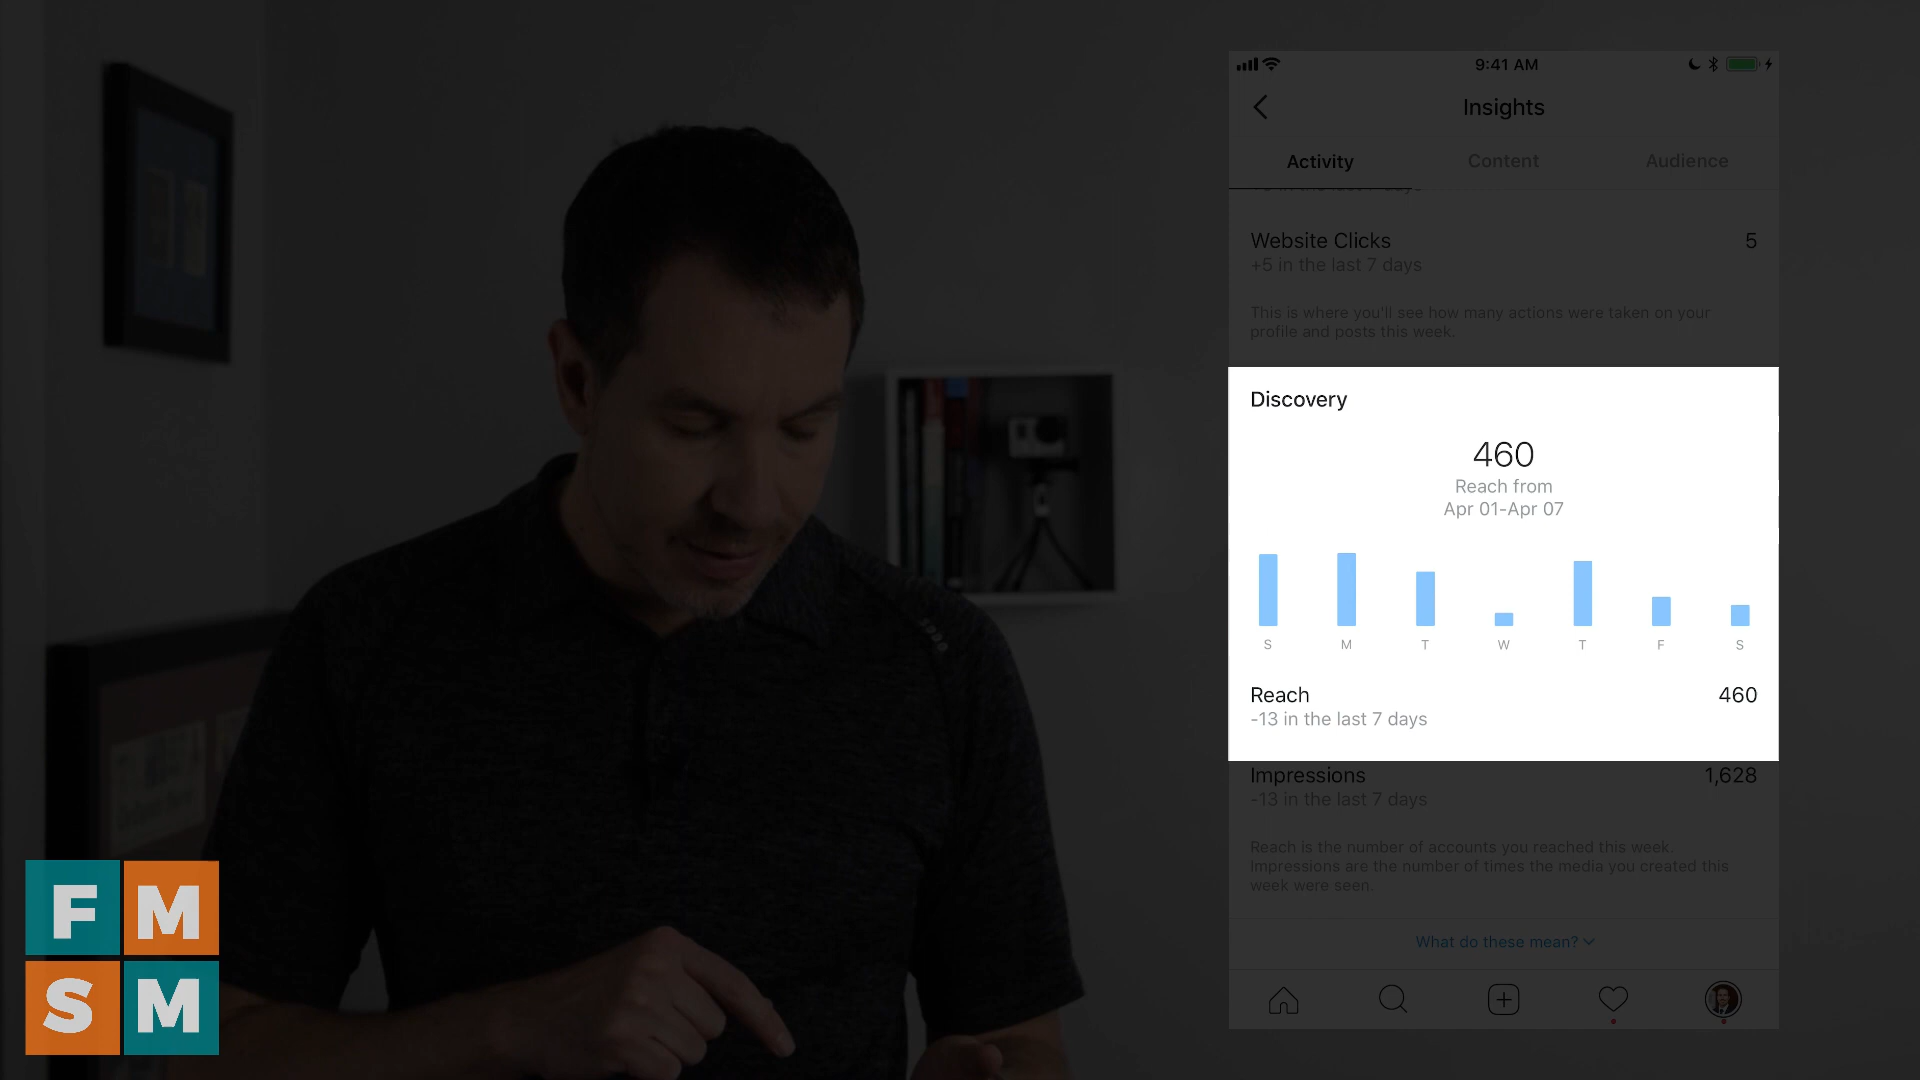 9:41 AM
Insights
Activity
Content
Audience
Website Clicks
5
+5 in the last 7 days
This is where you'll see how many actions were taken on your
profile and posts this week.
Discovery
460
Reach from
Apr 01-Apr 07
S M T W T F S
Reach
460
-13 in the last 7 days
Impressions
1,628
-13 in the last 7 days
Reach is the number of accounts you reached this week.
Impressions are the number of times the media you created this
week were seen.
What do these mean?
F M
S M